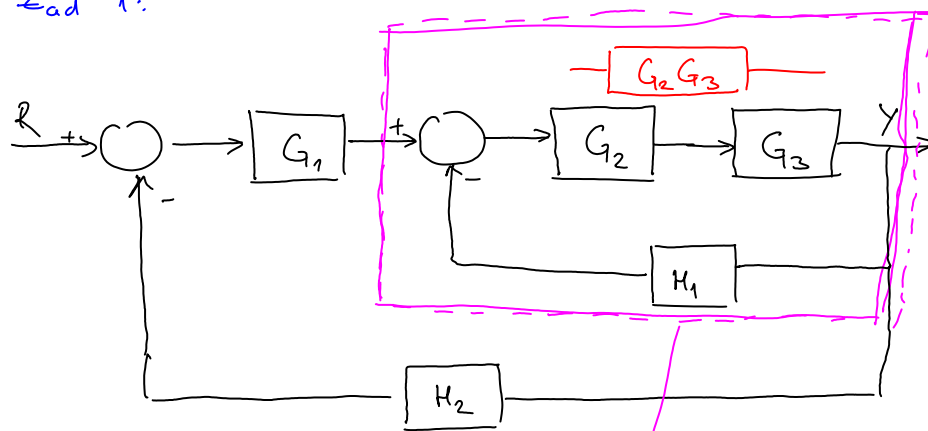 G₂G₃
R + G₁ + G₂ G₃ Y
-
-
H₁
H₂